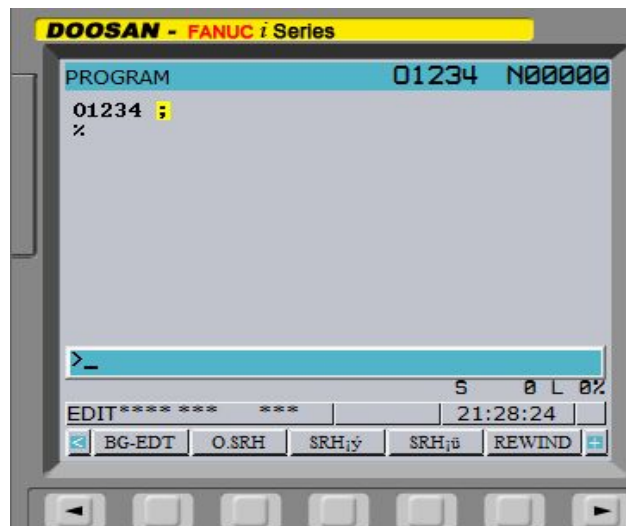 DOOSAN - FANUC i Series
PROGRAM O1234 N00000
O1234 ;
%
>_
S 0 L 0%
EDIT**** *** *** 21:28:24
< BG-EDT O.SRH SRH¡ý SRH¡ü REWIND +